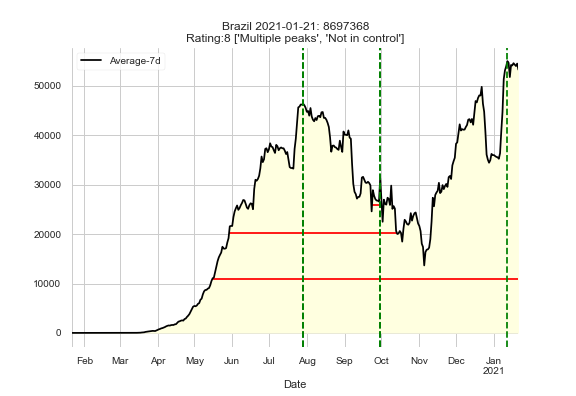 Brazil 2021-01-21: 8697368
Rating:8 ['Multiple peaks', 'Not in control']
Average-7d
50000
40000
30000
20000
10000
0
Feb Mar Apr May Jun Jul Aug Sep Oct Nov Dec Jan
2021
Date